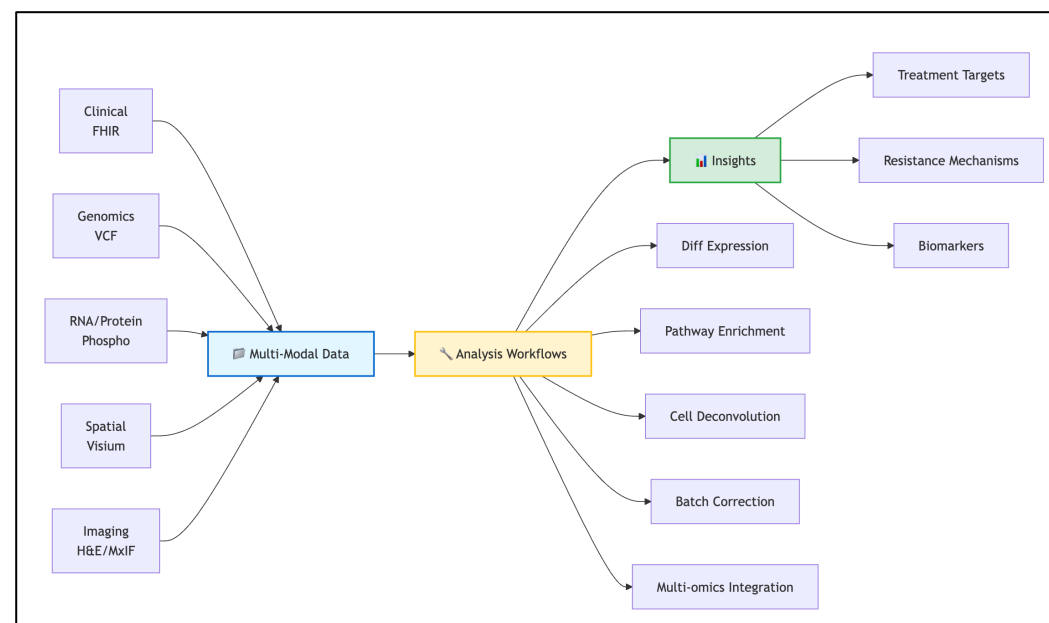 Clinical
FHIR
Genomics
VCF
RNA/Protein
Phospho
Spatial
Visium
Imaging
H&E/MxIF
📁 Multi-Modal Data
🔧 Analysis Workflows
📊 Insights
Diff Expression
Pathway Enrichment
Cell Deconvolution
Batch Correction
Multi-omics Integration
Treatment Targets
Resistance Mechanisms
Biomarkers